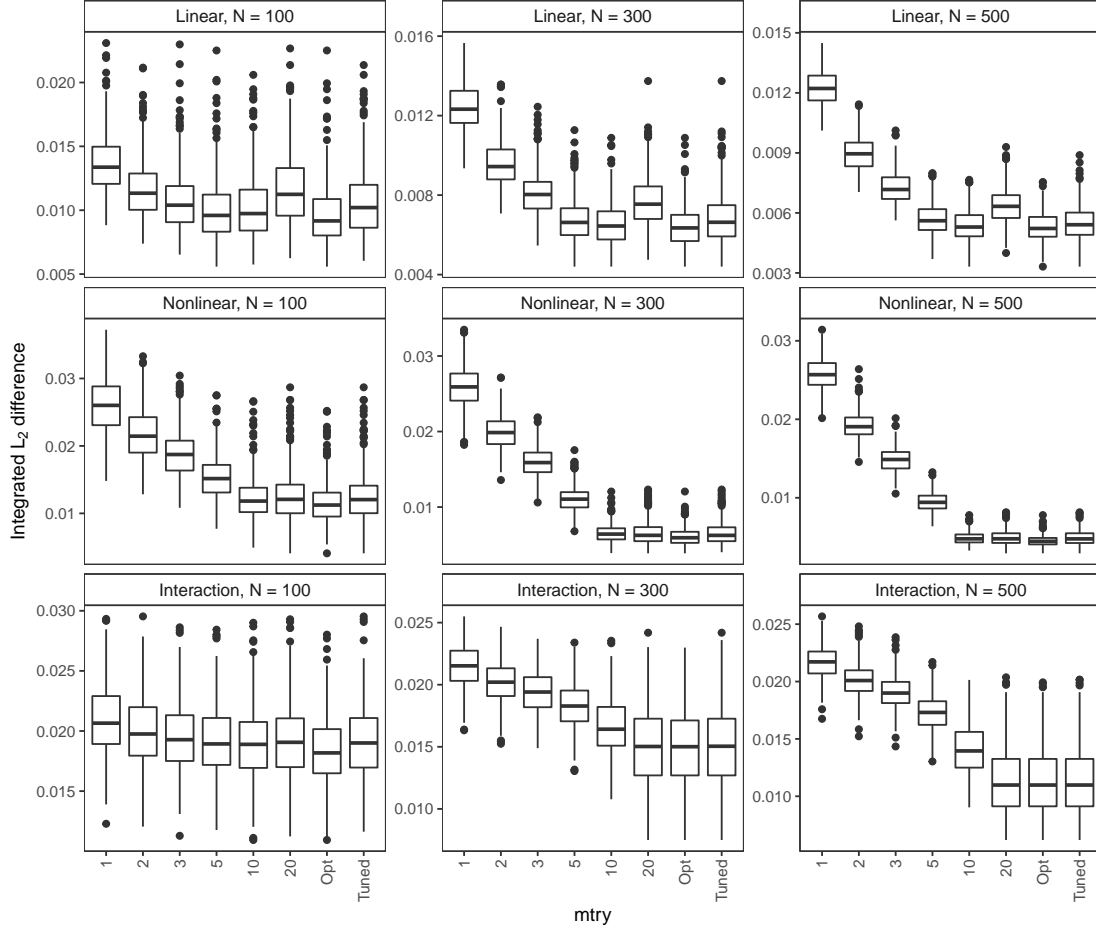 Linear, N = 100
Linear, N = 300
Linear, N = 500
0.020
0.015
0.010
0.005
0.016
0.012
0.008
0.004
0.015
0.012
0.009
0.006
0.003
Nonlinear, N = 100
Nonlinear, N = 300
Nonlinear, N = 500
Integrated L₂ difference
0.03
0.02
0.01
0.03
0.02
0.01
0.03
0.02
0.01
Interaction, N = 100
Interaction, N = 300
Interaction, N = 500
0.030
0.025
0.020
0.015
0.025
0.020
0.015
0.010
0.025
0.020
0.015
0.010
1 2 3 5 10 20 Opt Tuned
1 2 3 5 10 20 Opt Tuned
1 2 3 5 10 20 Opt Tuned
mtry